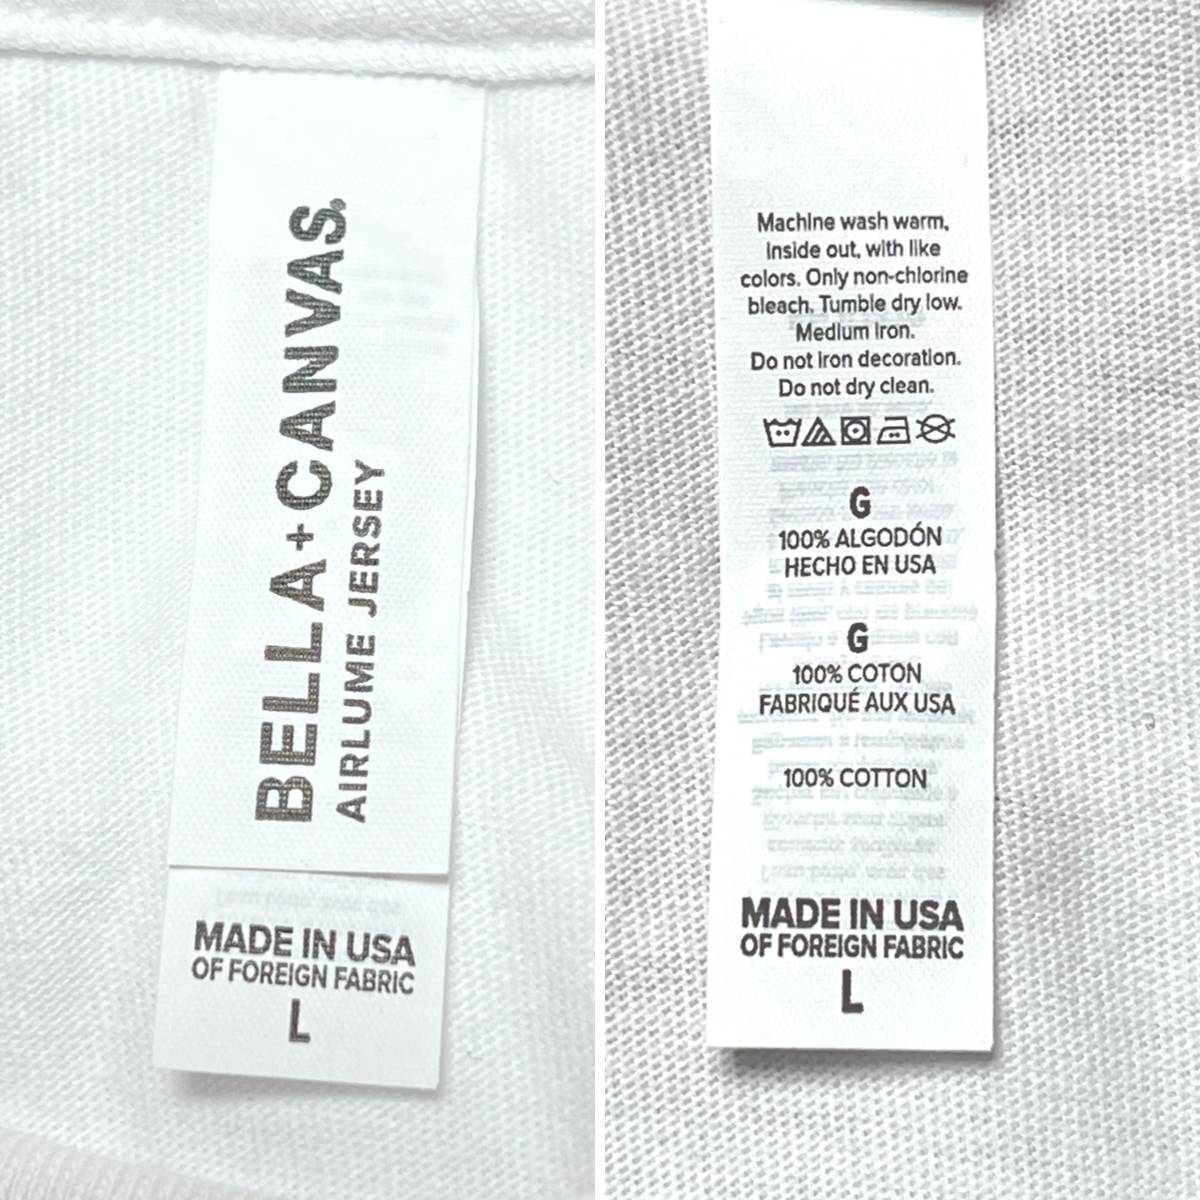 BELLA+CANVAS.
AIRLUME JERSEY
MADE IN USA
OF FOREIGN FABRIC
L
Machine wash warm,
inside out, with like
colors. Only non-chlorine
bleach. Tumble dry low.
Medium iron.
Do not iron decoration.
Do not dry clean.
G
100% ALGODÓN
HECHO EN USA
G
100% COTON
FABRIQUÉ AUX USA
100% COTTON
MADE IN USA
OF FOREIGN FABRIC
L